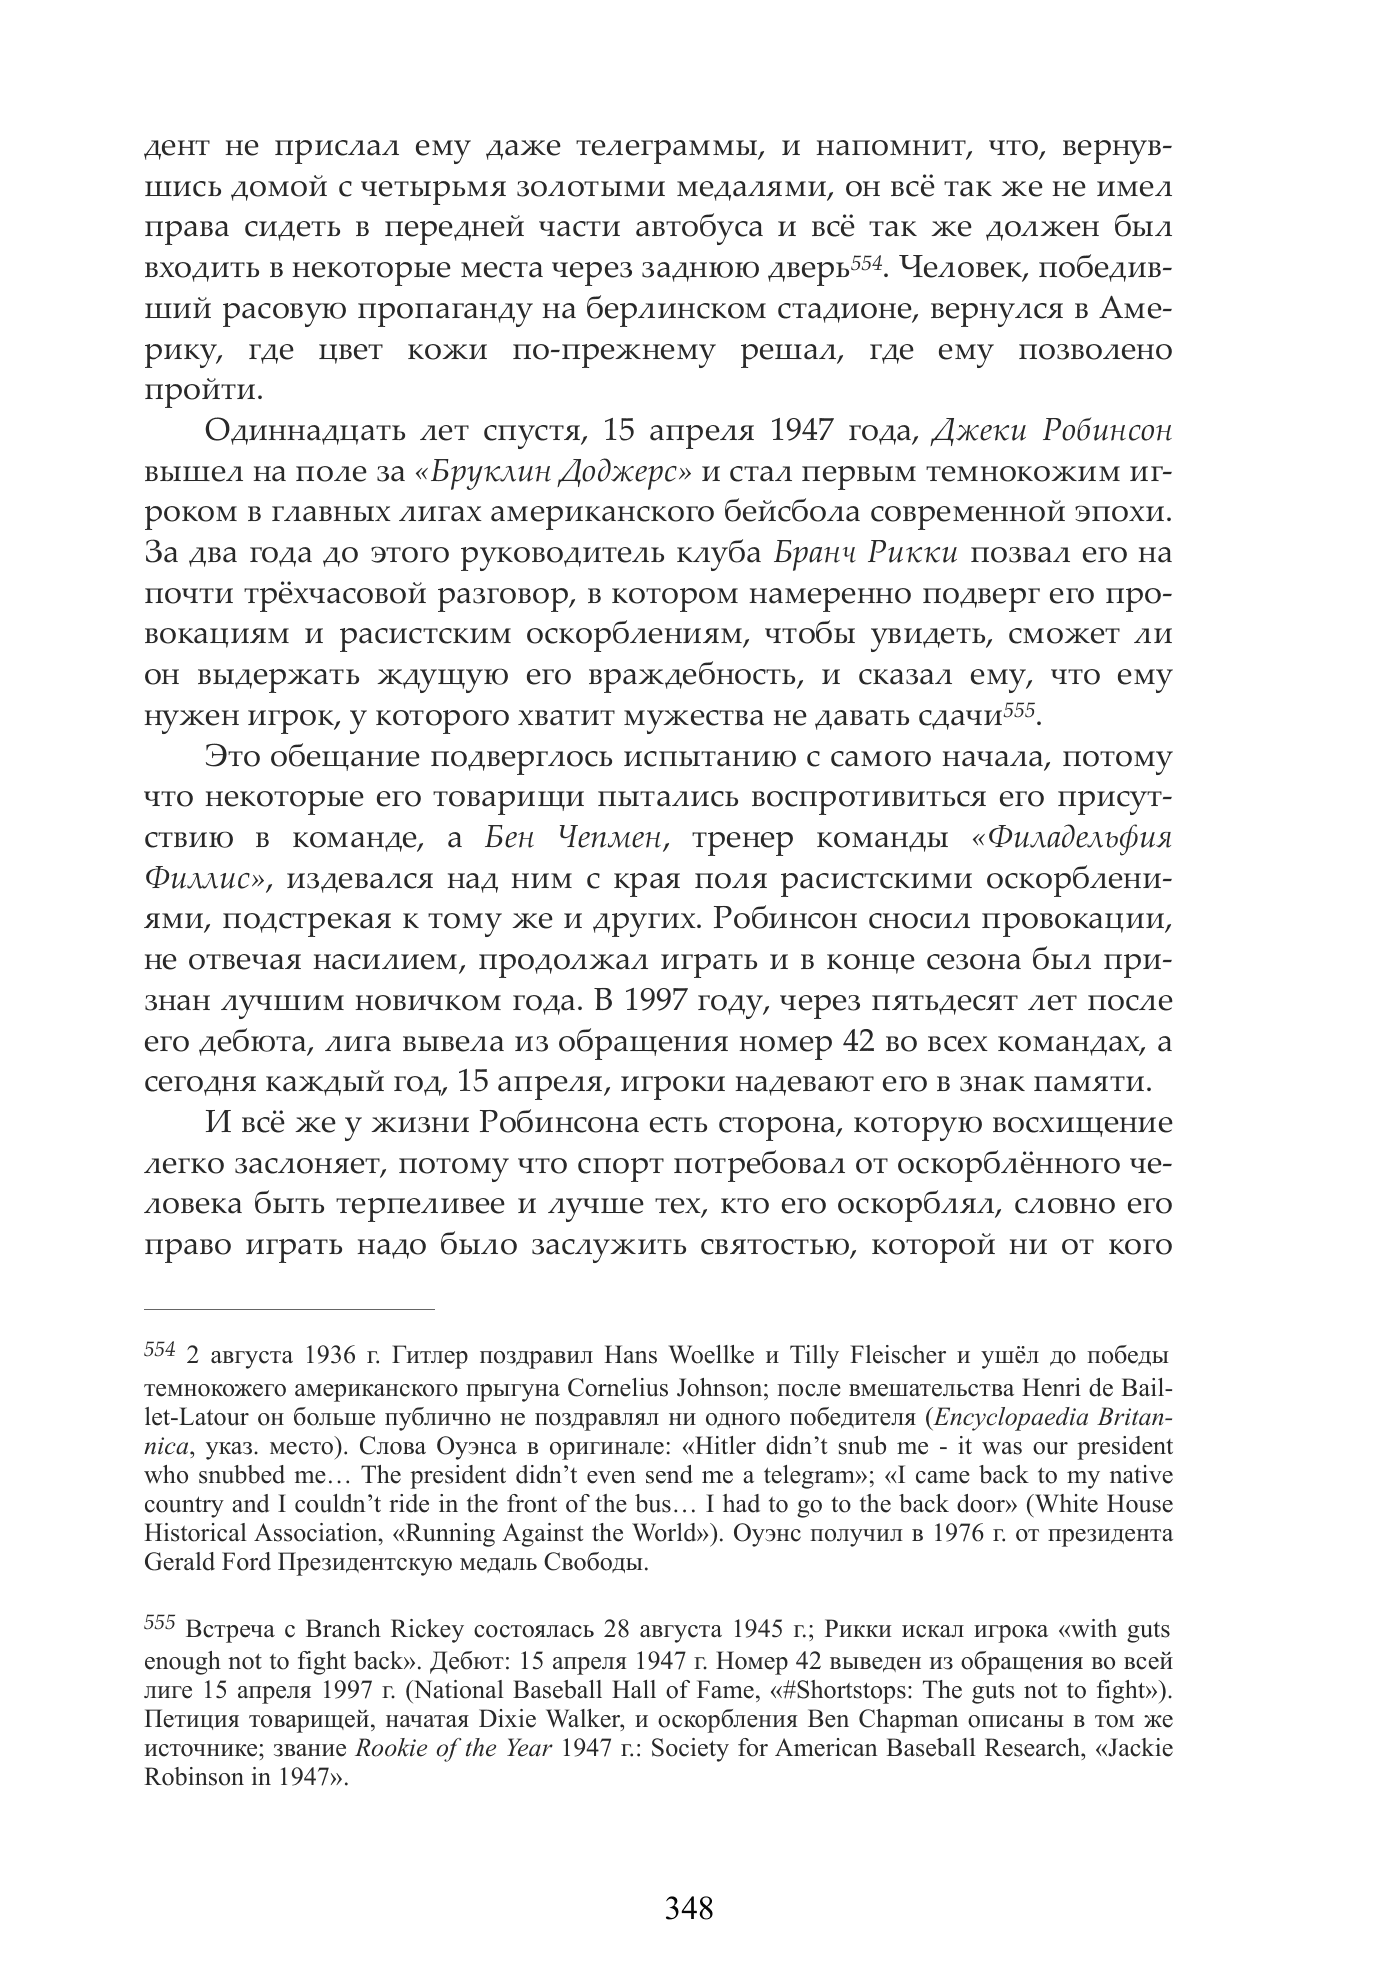 дент не прислал ему даже телеграммы, и напомнит, что, вернув-
шись домой с четырьмя золотыми медалями, он всё так же не имел
права сидеть в передней части автобуса и всё так же должен был
входить в некоторые места через заднюю дверь554. Человек, победив-
ший расовую пропаганду на берлинском стадионе, вернулся в Аме-
рику, где цвет кожи по-прежнему решал, где ему позволено
пройти.
Одиннадцать лет спустя, 15 апреля 1947 года, Джеки Робинсон
вышел на поле за «Бруклин Доджерс» и стал первым темнокожим иг-
роком в главных лигах американского бейсбола современной эпохи.
За два года до этого руководитель клуба Бранч Рикки позвал его на
почти трёхчасовой разговор, в котором намеренно подверг его про-
вокациям и расистским оскорблениям, чтобы увидеть, сможет ли
он выдержать ждущую его враждебность, и сказал ему, что ему
нужен игрок, у которого хватит мужества не давать сдачи555.
Это обещание подверглось испытанию с самого начала, потому
что некоторые его товарищи пытались воспротивиться его присут-
ствию в команде, а Бен Чепмен, тренер команды «Филадельфия
Филлис», издевался над ним с края поля расистскими оскорблени-
ями, подстрекая к тому же и других. Робинсон сносил провокации,
не отвечая насилием, продолжал играть и в конце сезона был при-
знан лучшим новичком года. В 1997 году, через пятьдесят лет после
его дебюта, лига вывела из обращения номер 42 во всех командах, а
сегодня каждый год, 15 апреля, игроки надевают его в знак памяти.
И всё же у жизни Робинсона есть сторона, которую восхищение
легко заслоняет, потому что спорт потребовал от оскорблённого че-
ловека быть терпеливее и лучше тех, кто его оскорблял, словно его
право играть надо было заслужить святостью, которой ни от кого
554 2 августа 1936 г. Гитлер поздравил Hans Woellke и Tilly Fleischer и ушёл до победы
темнокожего американского прыгуна Cornelius Johnson; после вмешательства Henri de Bail-
let-Latour он больше публично не поздравлял ни одного победителя (Encyclopaedia Britan-
nica, указ. место). Слова Оуэнса в оригинале: «Hitler didn’t snub me - it was our president
who snubbed me… The president didn’t even send me a telegram»; «I came back to my native
country and I couldn’t ride in the front of the bus… I had to go to the back door» (White House
Historical Association, «Running Against the World»). Оуэнс получил в 1976 г. от президента
Gerald Ford Президентскую медаль Свободы.
555 Встреча с Branch Rickey состоялась 28 августа 1945 г.; Рикки искал игрока «with guts
enough not to fight back». Дебют: 15 апреля 1947 г. Номер 42 выведен из обращения во всей
лиге 15 апреля 1997 г. (National Baseball Hall of Fame, «#Shortstops: The guts not to fight»).
Петиция товарищей, начатая Dixie Walker, и оскорбления Ben Chapman описаны в том же
источнике; звание Rookie of the Year 1947 г.: Society for American Baseball Research, «Jackie
Robinson in 1947».
348